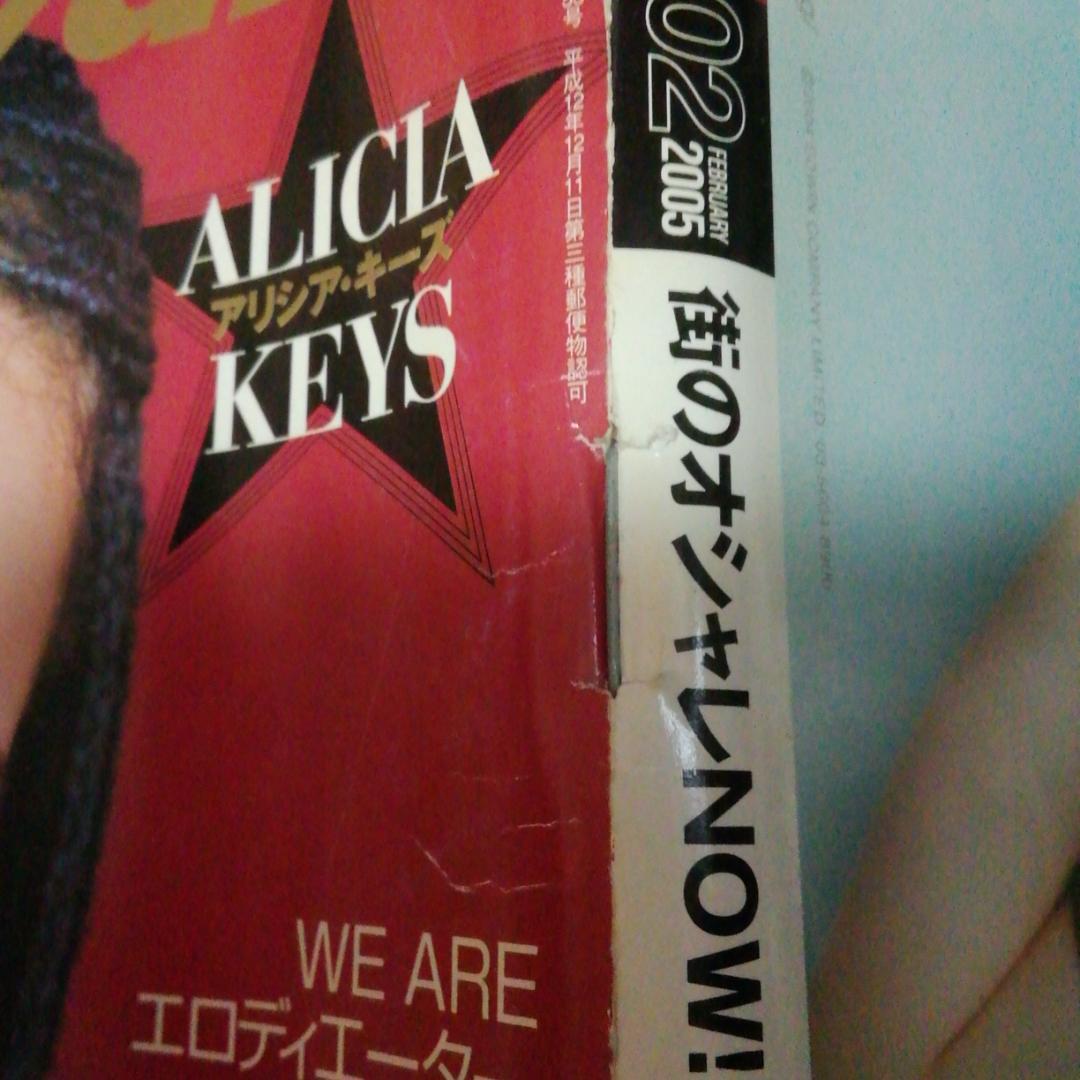 ALICIA
アリシア・キーズ
KEYS
平成12年12月11日第三種郵便物認可
WE ARE
エロディエーター
02
FEBRUARY
2005
街のオシャレNOW!